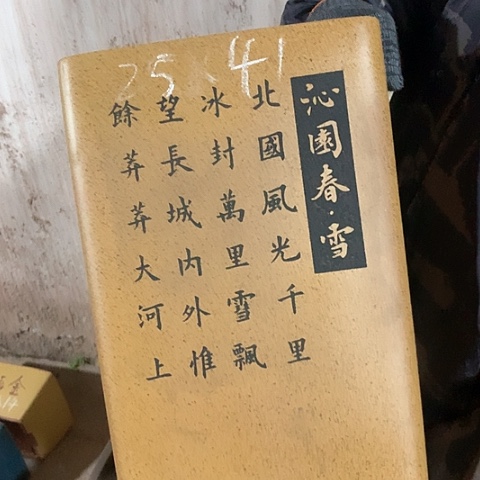 25×41
沁園春·雪
北國風光千里
冰封萬里雪飄
望長城内外惟
餘莽莽大河上